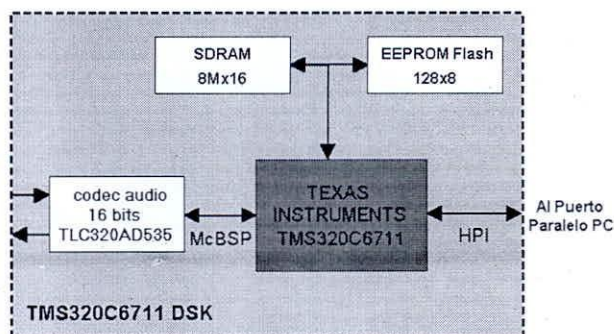 SDRAM
8Mx16
EEPROM Flash
128x8
codec audio
16 bits
TLC320AD535
McBSP
TEXAS
INSTRUMENTS
TMS320C6711
HPI
Al Puerto
Paralelo PC
TMS320C6711 DSK